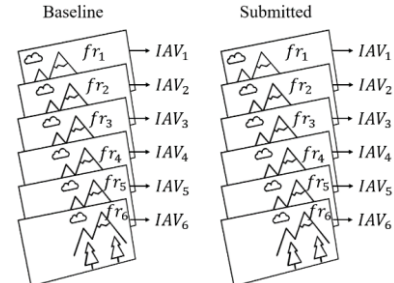 Baseline Submitted
fr₁ IAV₁ fr₁ IAV₁
fr₂ IAV₂ fr₂ IAV₂
fr₃ IAV₃ fr₃ IAV₃
fr₄ IAV₄ fr₄ IAV₄
fr₅ IAV₅ fr₅ IAV₅
fr₆ IAV₆ fr₆ IAV₆